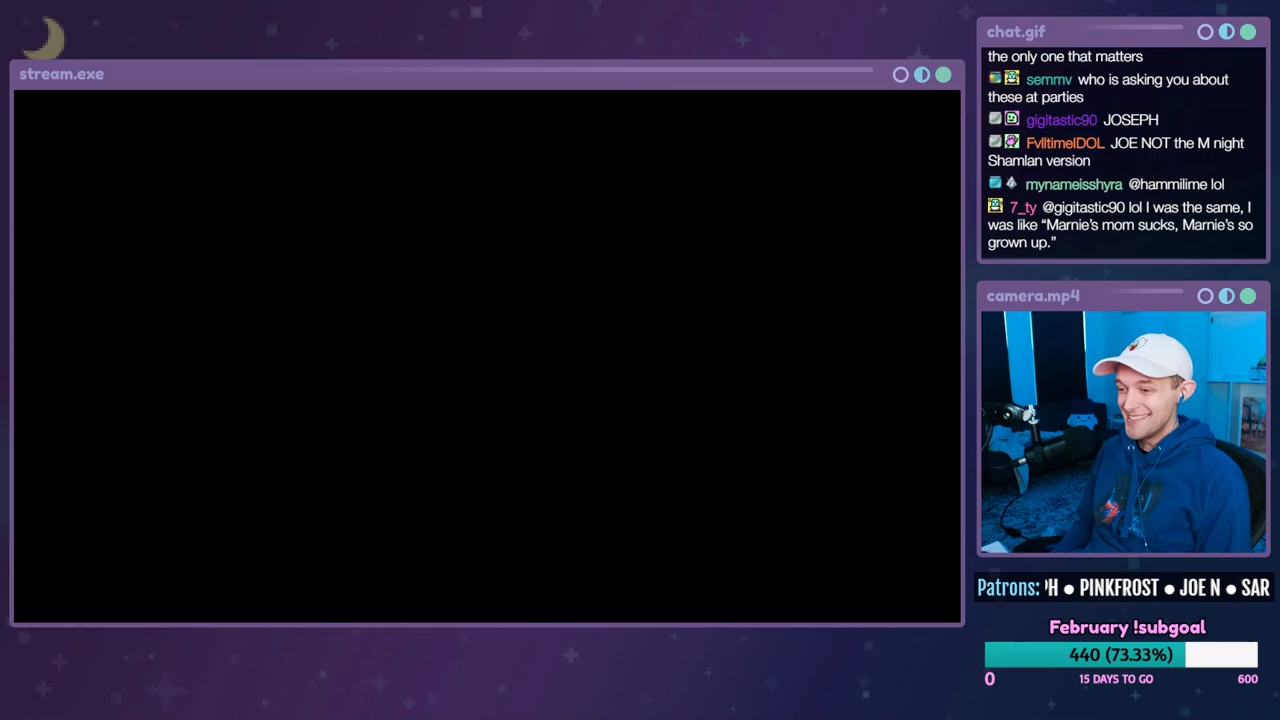 stream.exe
chat.gif
the only one that matters
semmv who is asking you about
these at parties
gigitastic90 JOSEPH
FvlltimeIDOL JOE NOT the M night
Shamlan version
mynameisshyra @hammilime lol
7_ty @gigitastic90 lol I was the same, I
was like “Marnie’s mom sucks, Marnie’s so
grown up.”
camera.mp4
Patrons: PH ● PINKFROST ● JOE N ● SAR
February !subgoal
440 (73.33%)
0 15 DAYS TO GO 600